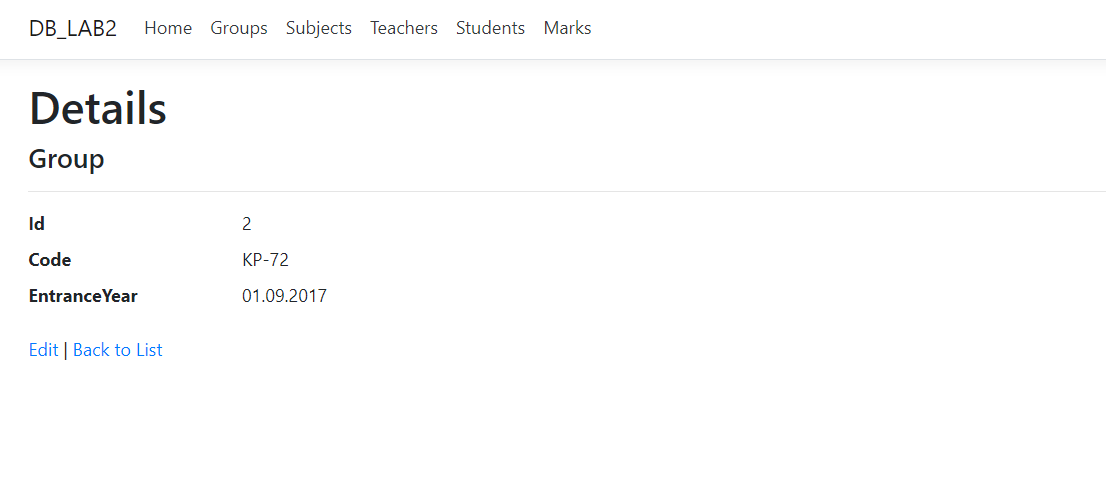 DB_LAB2 Home Groups Subjects Teachers Students Marks
Details
Group
Id 2
Code KP-72
EntranceYear 01.09.2017
Edit | Back to List